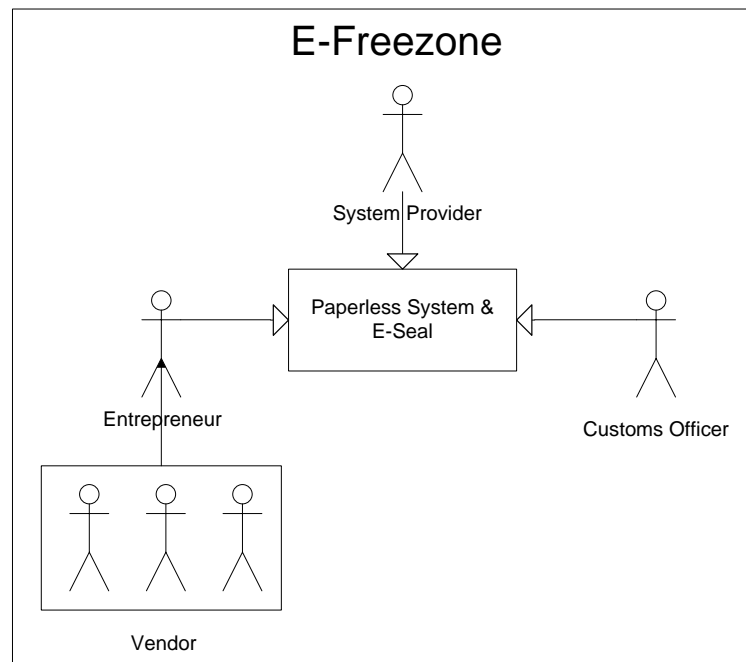 E-Freezone
System Provider
Paperless System &
E-Seal
Entrepreneur
Customs Officer
Vendor